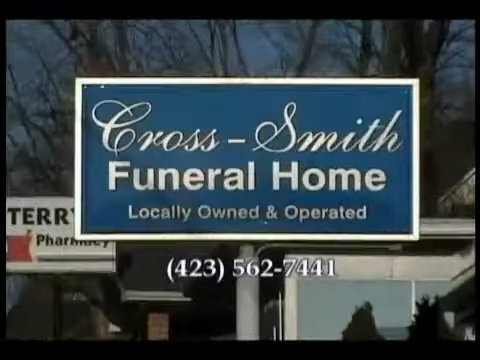 Cross – Smith
Funeral Home
Locally Owned & Operated
TERRY
Pharmacy
(423) 562-7441